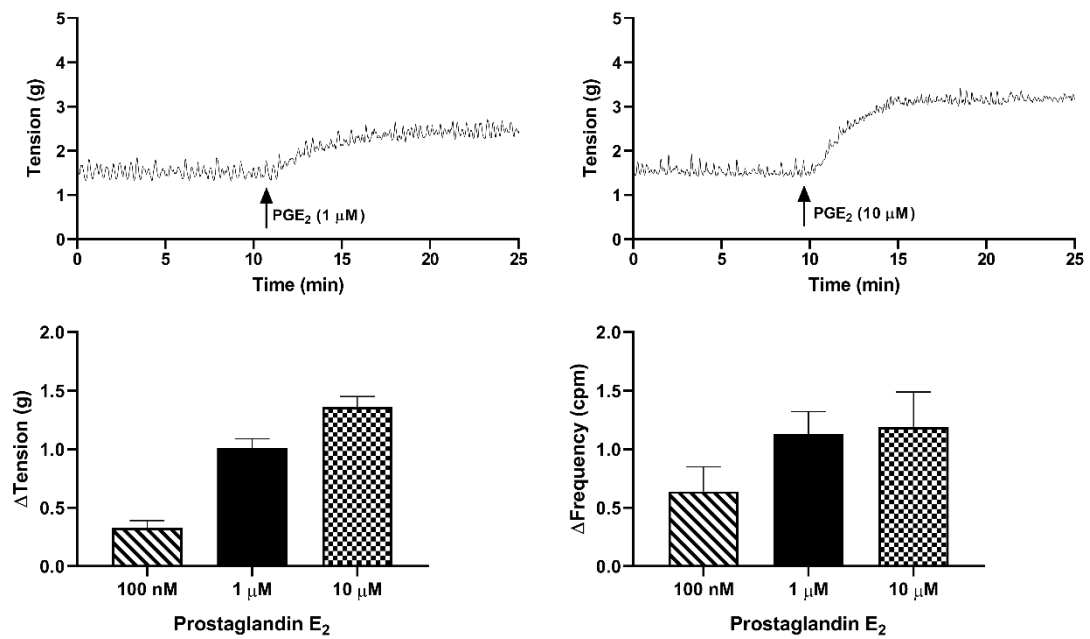 5
4
3
2
1
0
Tension (g)
PGE₂ (1 μM)
0 5 10 15 20 25
Time (min)
5
4
3
2
1
0
Tension (g)
PGE₂ (10 μM)
0 5 10 15 20 25
Time (min)
2.0
1.5
1.0
0.5
0.0
ΔTension (g)
100 nM 1 μM 10 μM
Prostaglandin E₂
2.0
1.5
1.0
0.5
0.0
ΔFrequency (cpm)
100 nM 1 μM 10 μM
Prostaglandin E₂